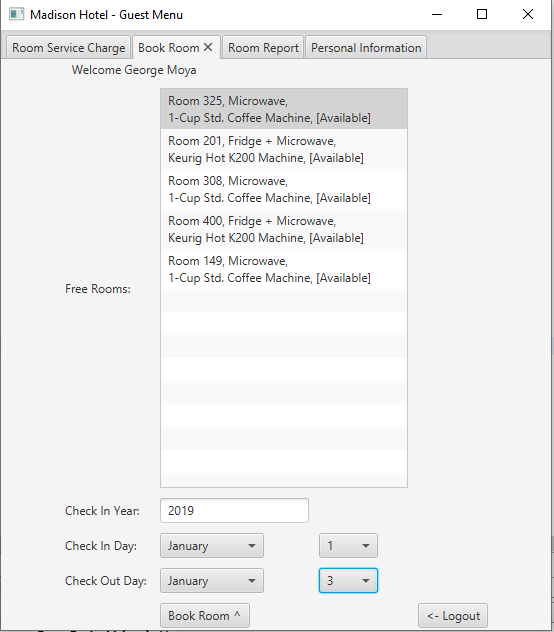 Madison Hotel - Guest Menu
Room Service Charge
Book Room
Room Report
Personal Information
Welcome George Moya
Free Rooms:
Room 325, Microwave,
1-Cup Std. Coffee Machine, [Available]
Room 201, Fridge + Microwave,
Keurig Hot K200 Machine, [Available]
Room 308, Microwave,
1-Cup Std. Coffee Machine, [Available]
Room 400, Fridge + Microwave,
Keurig Hot K200 Machine, [Available]
Room 149, Microwave,
1-Cup Std. Coffee Machine, [Available]
Check In Year: 2019
Check In Day: January 1
Check Out Day: January 3
Book Room ^
<- Logout